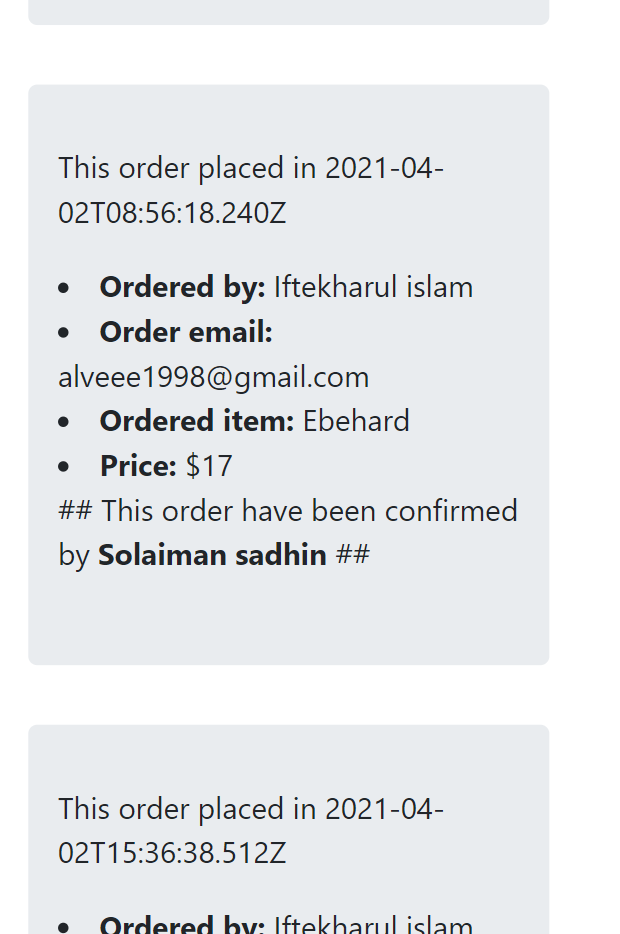 This order placed in 2021-04-
02T08:56:18.240Z
• Ordered by: Iftekharul islam
• Order email:
alveee1998@gmail.com
• Ordered item: Ebehard
• Price: $17
## This order have been confirmed
by Solaiman sadhin ##
This order placed in 2021-04-
02T15:36:38.512Z
• Ordered by: Iftekharul islam